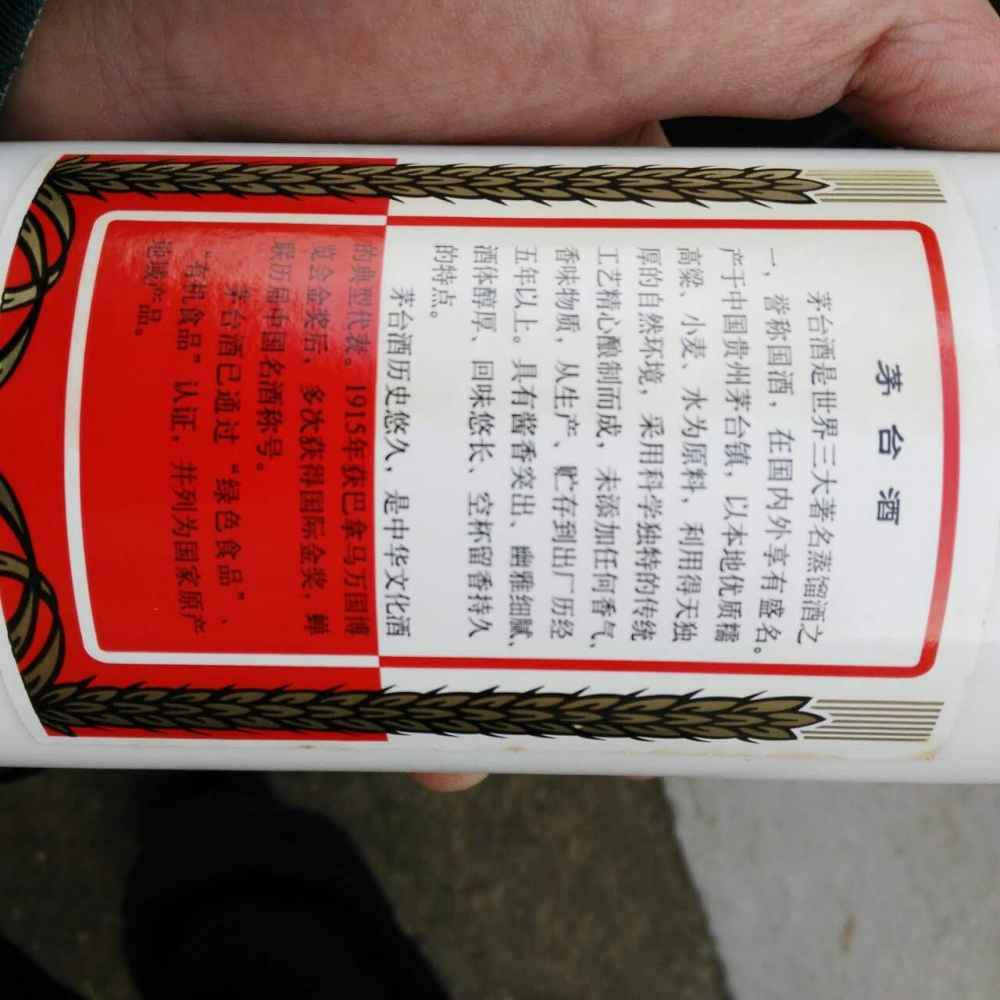 茅台酒
茅台酒是世界三大著名蒸馏酒之
一，誉称国酒，在国内外享有盛名。
产于中国贵州茅台镇，以本地优质糯
高粱、小麦、水为原料，利用得天独
厚的自然环境，采用科学独特的传统
工艺精心酿制而成，未添加任何香气、
香味物质，从生产、贮存到出厂历经
五年以上。具有酱香突出、幽雅细腻、
酒体醇厚、回味悠长、空杯留香持久
的特点。
茅台酒历史悠久，是中华文化酒
的典型代表。1915年获巴拿马万国博
览会金奖后，多次获得国际金奖，蝉
联历届中国名酒称号。
茅台酒已通过“绿色食品”、
“有机食品”认证，并列为国家原产
地域产品。